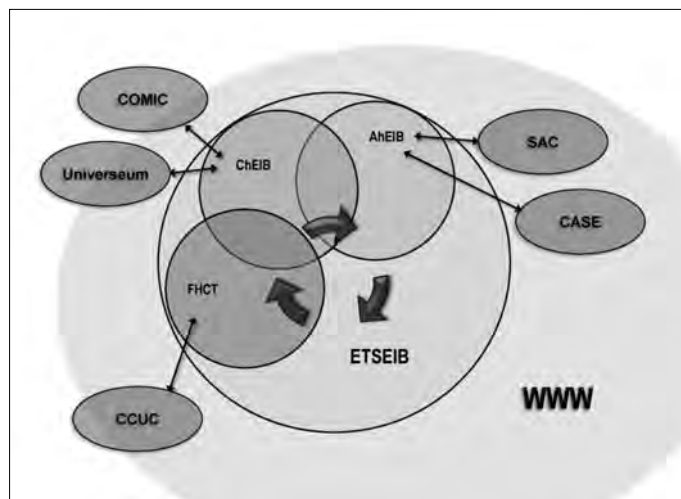 COMIC
Universeum
ChEIB
AhEIB
SAC
CASE
FHCT
ETSEIB
CCUC
WWW